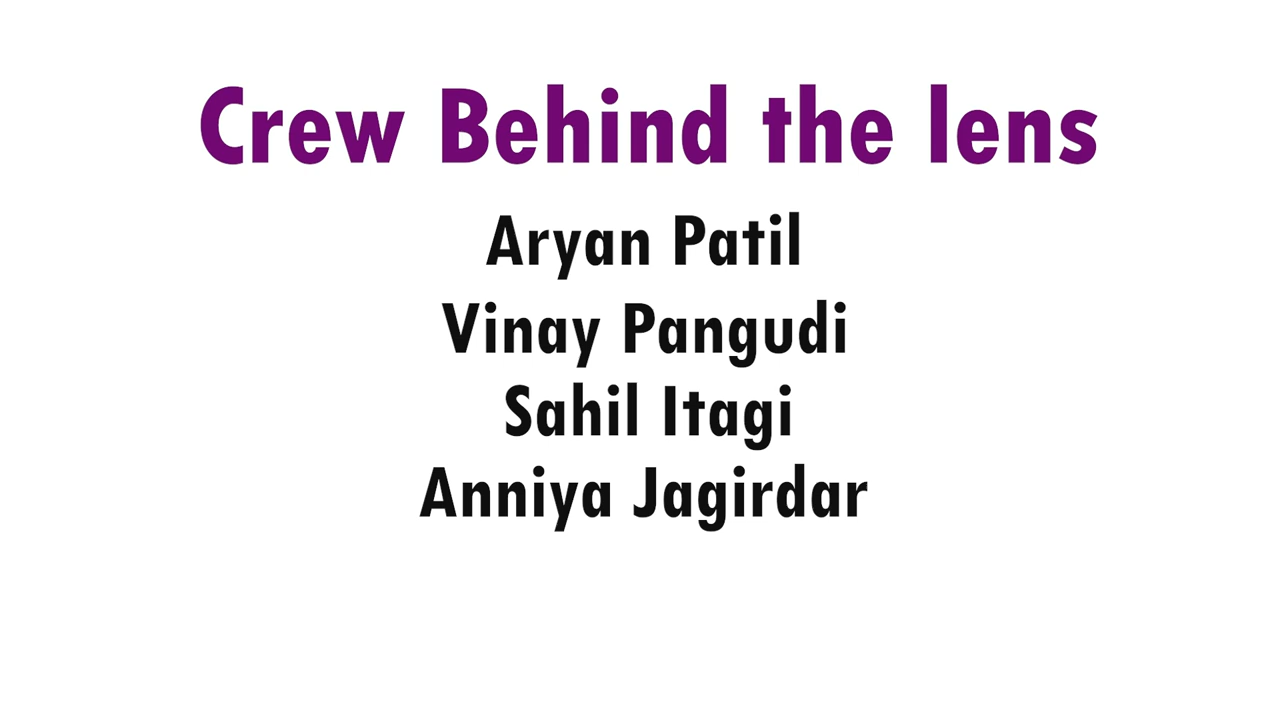 Crew Behind the lens
Aryan Patil
Vinay Pangudi
Sahil Itagi
Anniya Jagirdar